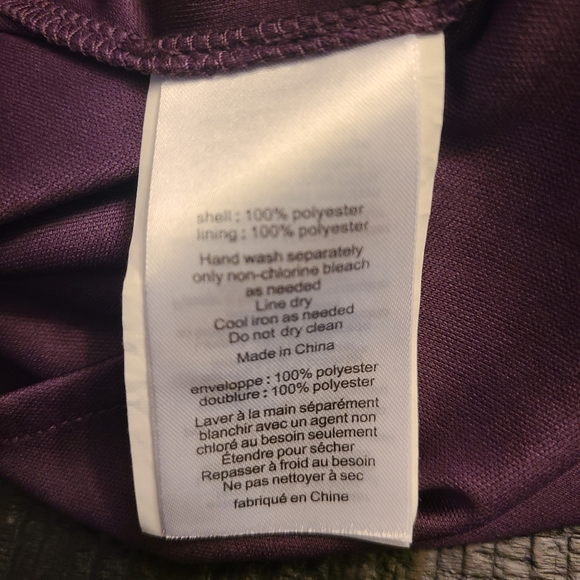 shell : 100% polyester
lining : 100% polyester
Hand wash separately
only non-chlorine bleach
as needed
Line dry
Cool iron as needed
Do not dry clean
Made in China
enveloppe : 100% polyester
doublure : 100% polyester
Laver à la main séparément
blanchir avec un agent non
chloré au besoin seulement
Étendre pour sécher
Repasser à froid au besoin
Ne pas nettoyer à sec
fabriqué en Chine